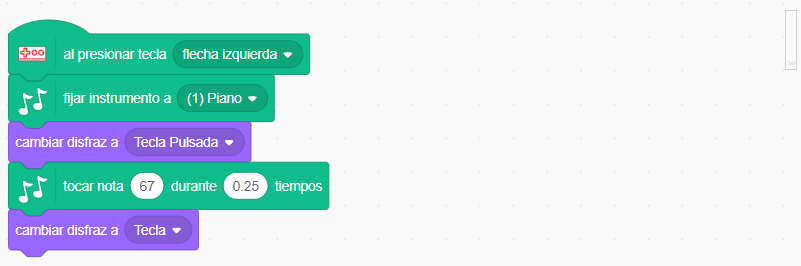 al presionar tecla flecha izquierda
fijar instrumento a (1) Piano
cambiar disfraz a Tecla Pulsada
tocar nota 67 durante 0.25 tiempos
cambiar disfraz a Tecla